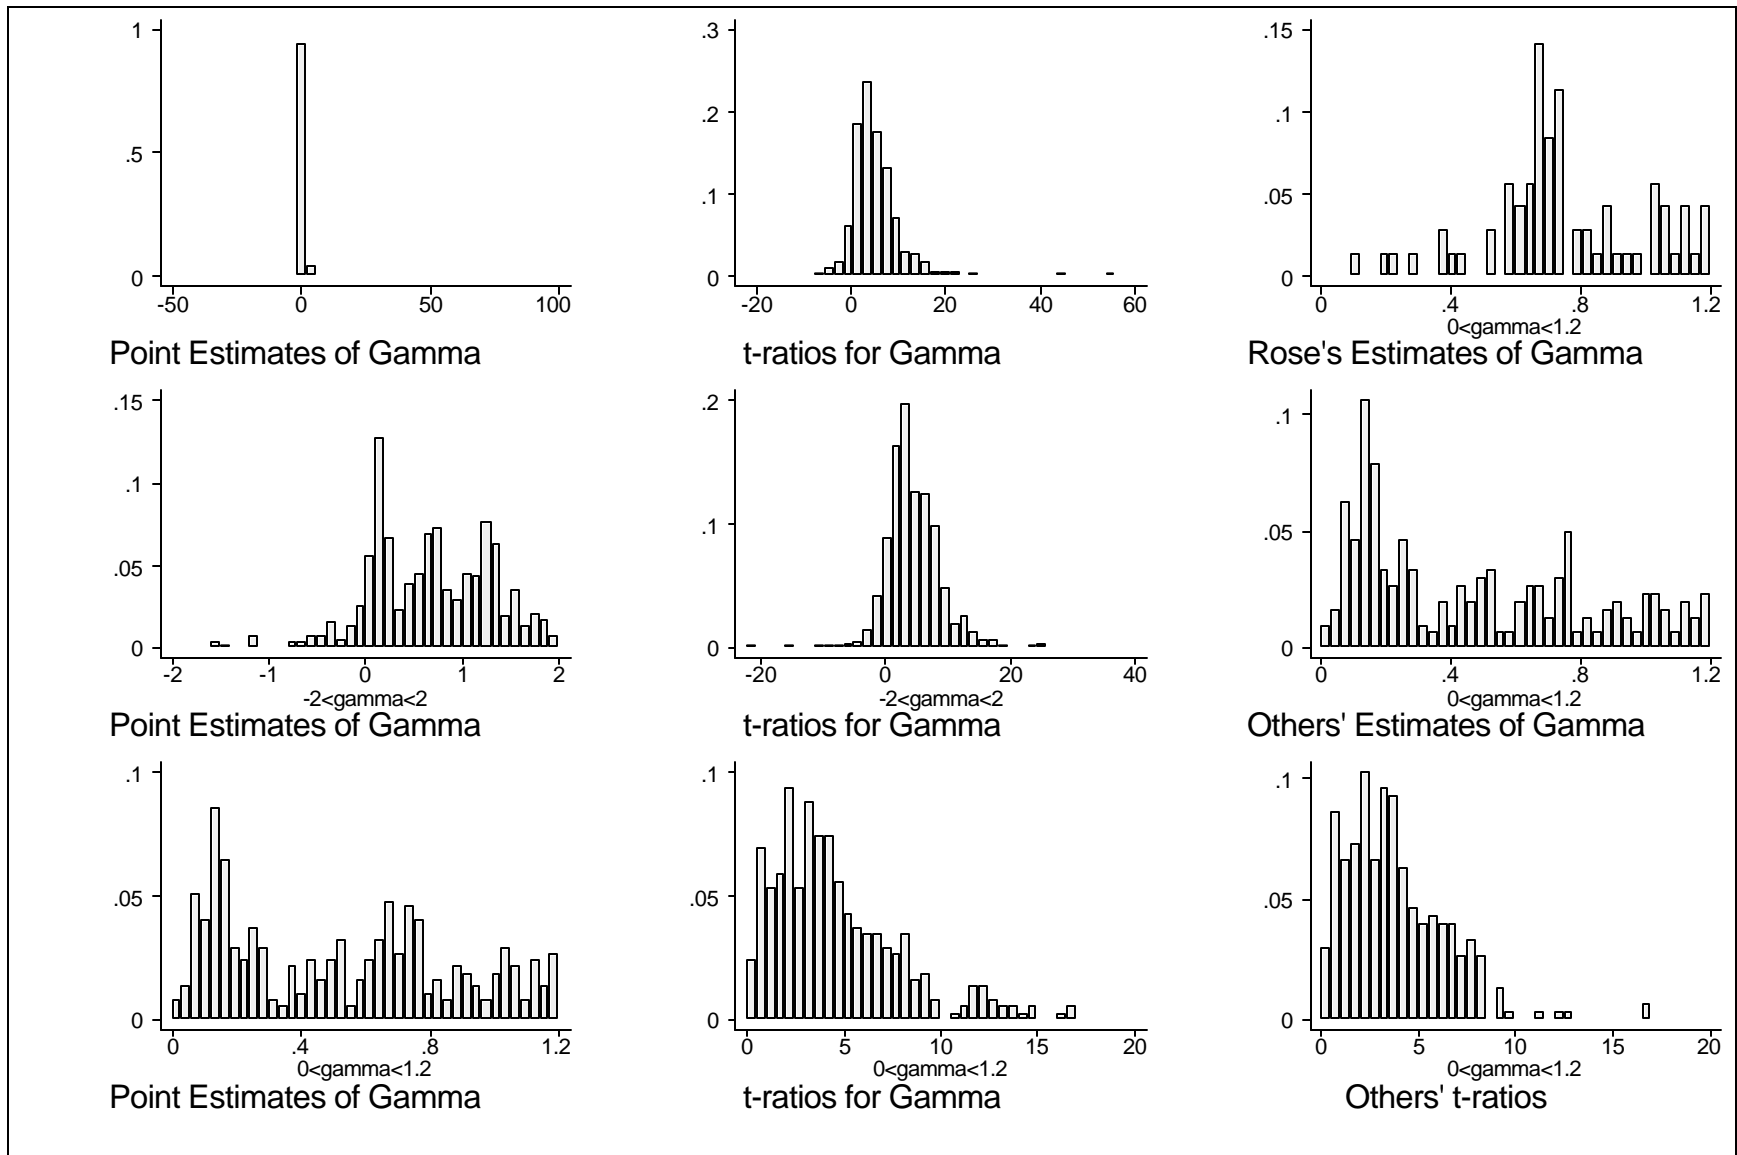 1
.5
0
-50 0 50 100
Point Estimates of Gamma
.3
.2
.1
0
-20 0 20 40 60
t-ratios for Gamma
.15
.1
.05
0
0 .4 .8 1.2
0<gamma<1.2
Rose's Estimates of Gamma
.15
.1
.05
0
-2 -1 0 1 2
-2<gamma<2
Point Estimates of Gamma
.2
.1
0
-20 0 20 40
-2<gamma<2
t-ratios for Gamma
.1
.05
0
0 .4 .8 1.2
0<gamma<1.2
Others' Estimates of Gamma
.1
.05
0
0 .4 .8 1.2
0<gamma<1.2
Point Estimates of Gamma
.1
.05
0
0 5 10 15 20
0<gamma<1.2
t-ratios for Gamma
.1
.05
0
0 5 10 15 20
0<gamma<1.2
Others' t-ratios